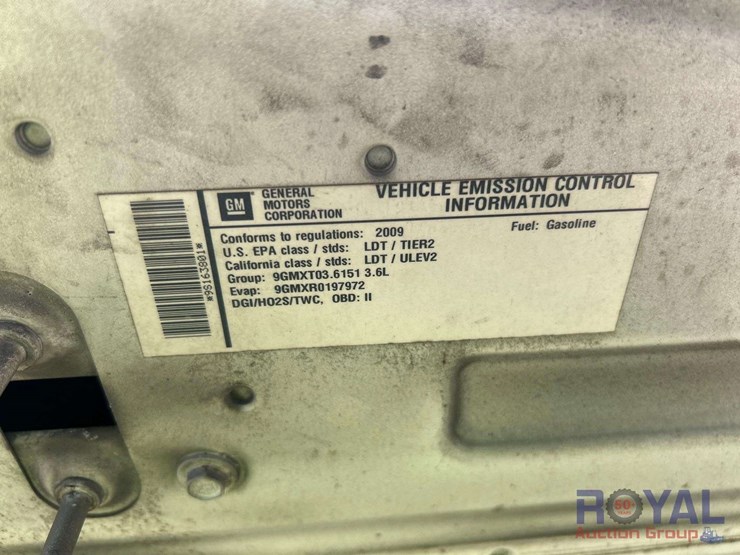 GM
GENERAL
MOTORS
CORPORATION
VEHICLE EMISSION CONTROL
INFORMATION
Conforms to regulations: 2009
Fuel: Gasoline
U.S. EPA class / stds: LDT / TIER2
California class / stds: LDT / ULEV2
Group: 9GMXT03.6151 3.6L
Evap: 9GMXR0197972
DGI/HO2S/TWC, OBD: II
*9S163801*
50
ROYAL
Auction Group